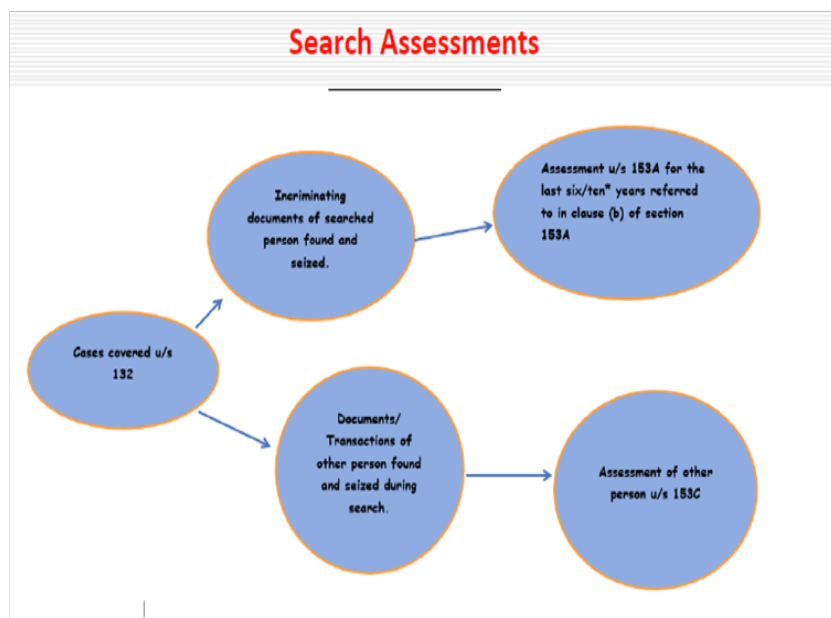 Search Assessments
Incriminating
documents of searched
person found and
seized.
Assessment u/s 153A for the
last six/ten* years referred
to in clause (b) of section
153A
Cases covered u/s
132
Documents/
Transactions of
other person found
and seized during
search.
Assessment of other
person u/s 153C